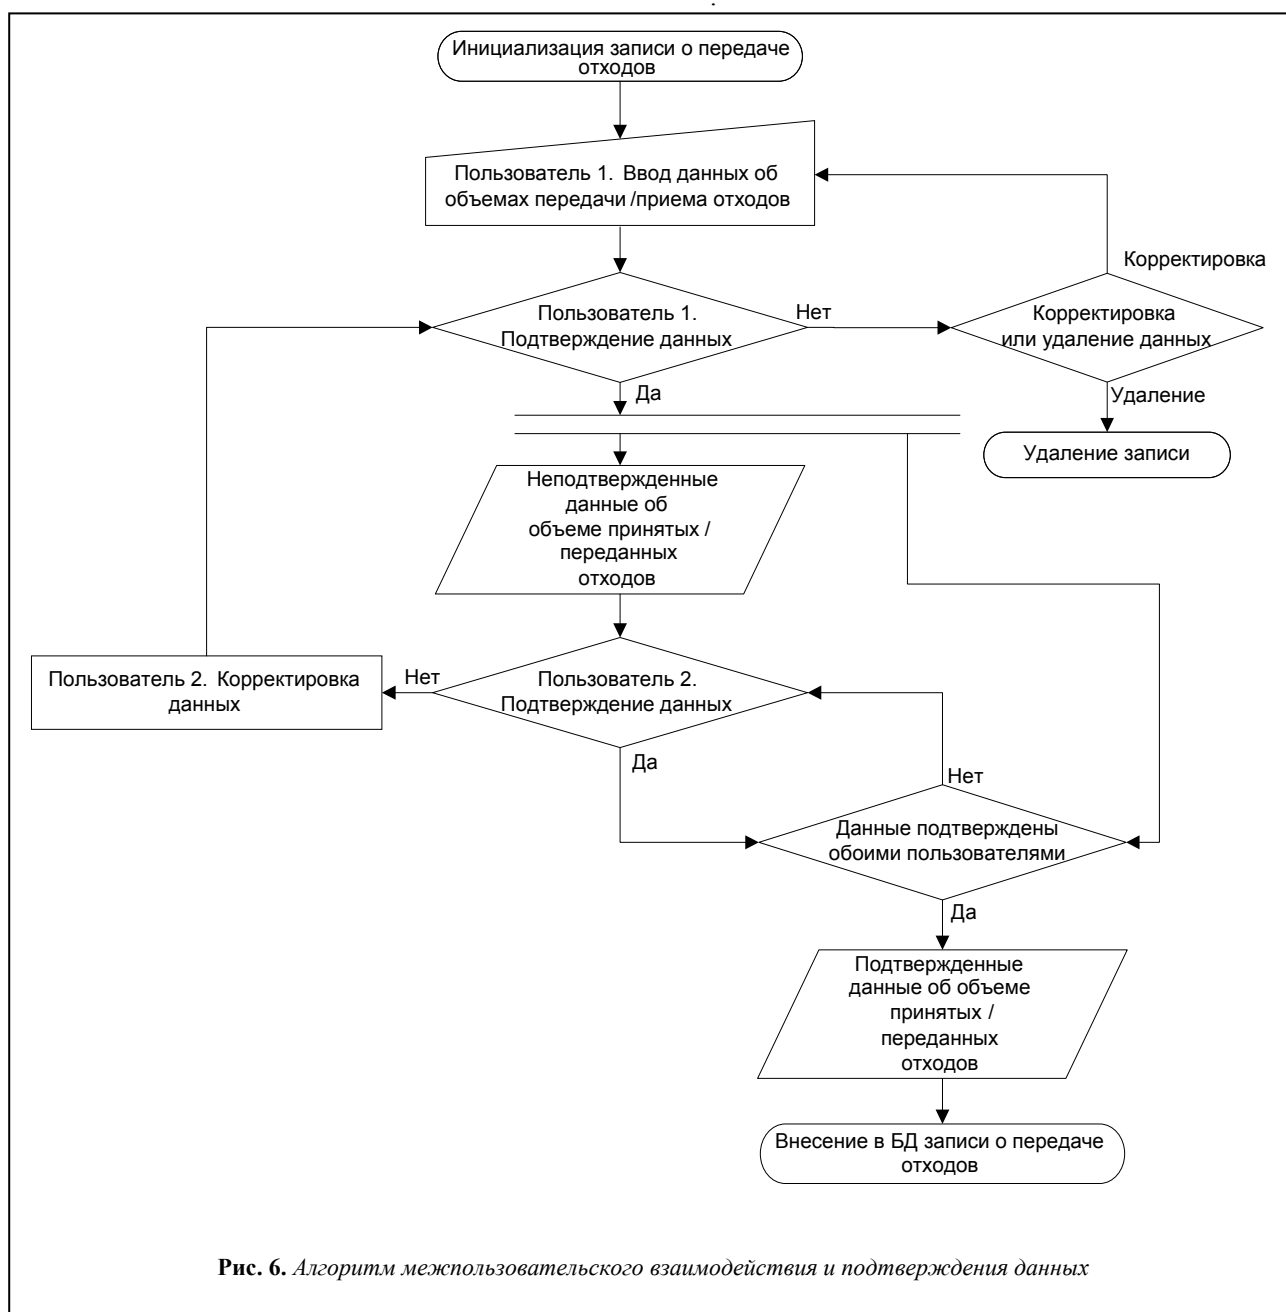 Инициализация записи о передаче
отходов
Пользователь 1. Ввод данных об
объемах передачи /приема отходов
Корректировка
Пользователь 1.
Подтверждение данных
Нет
Корректировка
или удаление данных
Да
Удаление
Удаление записи
Неподтвержденные
данные об
объеме принятых /
переданных
отходов
Пользователь 2. Корректировка
данных
Нет
Пользователь 2.
Подтверждение данных
Да
Нет
Данные подтверждены
обоими пользователями
Да
Подтвержденные
данные об объеме
принятых /
переданных
отходов
Внесение в БД записи о передаче
отходов
Рис. 6. Алгоритм межпользовательского взаимодействия и подтверждения данных